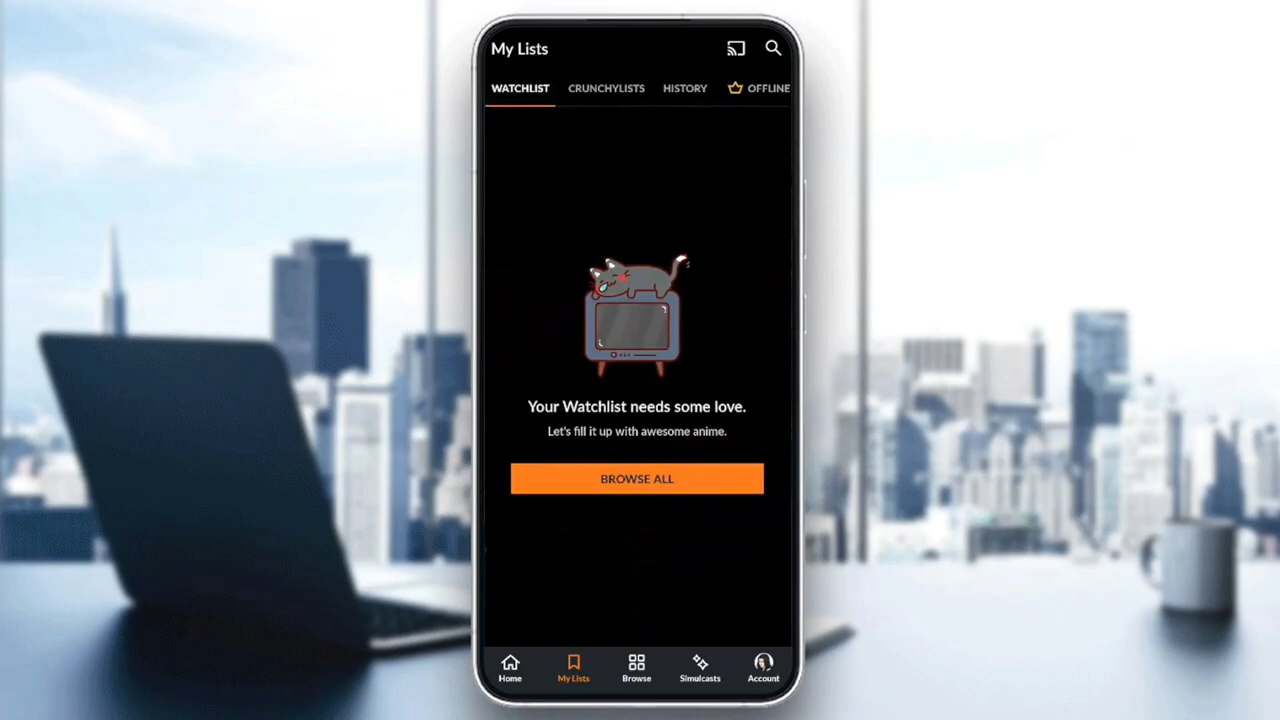 My Lists
WATCHLIST CRUNCHYLISTS HISTORY OFFLINE
Your Watchlist needs some love.
Let's fill it up with awesome anime.
BROWSE ALL
Home My Lists Browse Simulcasts Account